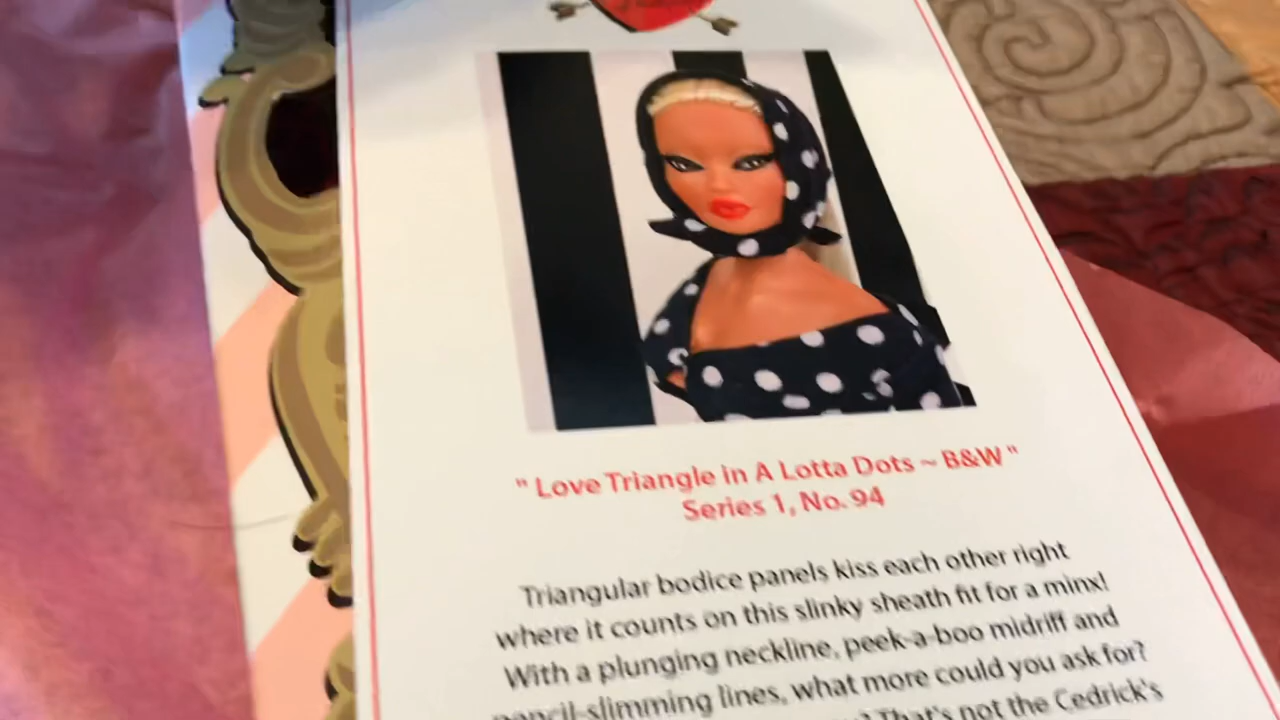 " Love Triangle in A Lotta Dots ~ B&W "
Series 1, No. 94
Triangular bodice panels kiss each other right
where it counts on this slinky sheath fit for a minx!
With a plunging neckline, peek-a-boo midriff and
pencil-slimming lines, what more could you ask for?
That's not the Cedrick's